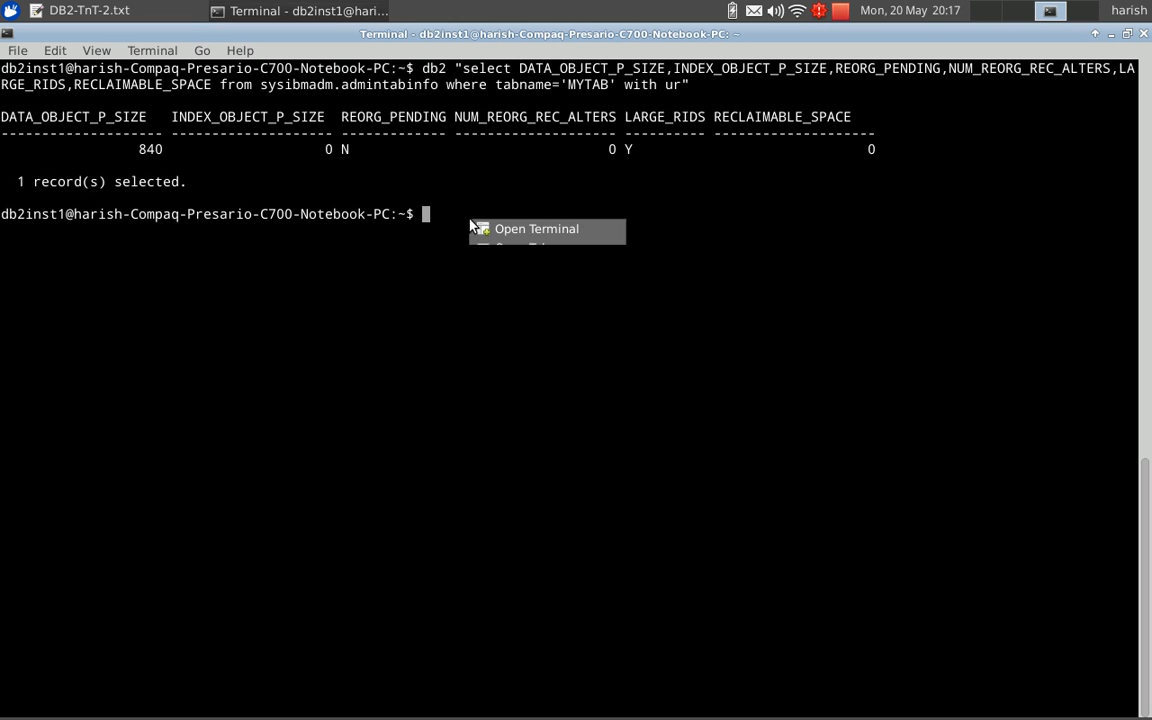 DB2-TnT-2.txt
Terminal - db2inst1@hari...
Mon, 20 May 20:17
harish
Terminal - db2inst1@harish-Compaq-Presario-C700-Notebook-PC: ~
File Edit View Terminal Go Help
db2inst1@harish-Compaq-Presario-C700-Notebook-PC:~$ db2 "select DATA_OBJECT_P_SIZE,INDEX_OBJECT_P_SIZE,REORG_PENDING,NUM_REORG_REC_ALTERS,LA
RGE_RIDS,RECLAIMABLE_SPACE from sysibmadm.admintabinfo where tabname='MYTAB' with ur"
DATA_OBJECT_P_SIZE   INDEX_OBJECT_P_SIZE  REORG_PENDING NUM_REORG_REC_ALTERS LARGE_RIDS RECLAIMABLE_SPACE
-------------------- -------------------- ------------- -------------------- ---------- --------------------
                 840                    0 N                                0 Y                             0
  1 record(s) selected.
db2inst1@harish-Compaq-Presario-C700-Notebook-PC:~$
Open Terminal